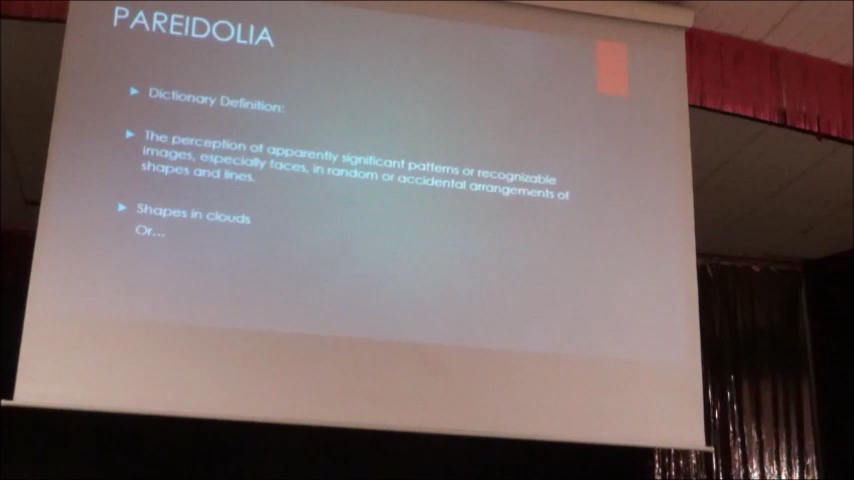 PAREIDOLIA
Dictionary Definition:
The perception of apparently significant patterns or recognizable
images, especially faces, in random or accidental arrangements of
shapes and lines.
Shapes in clouds
Or...